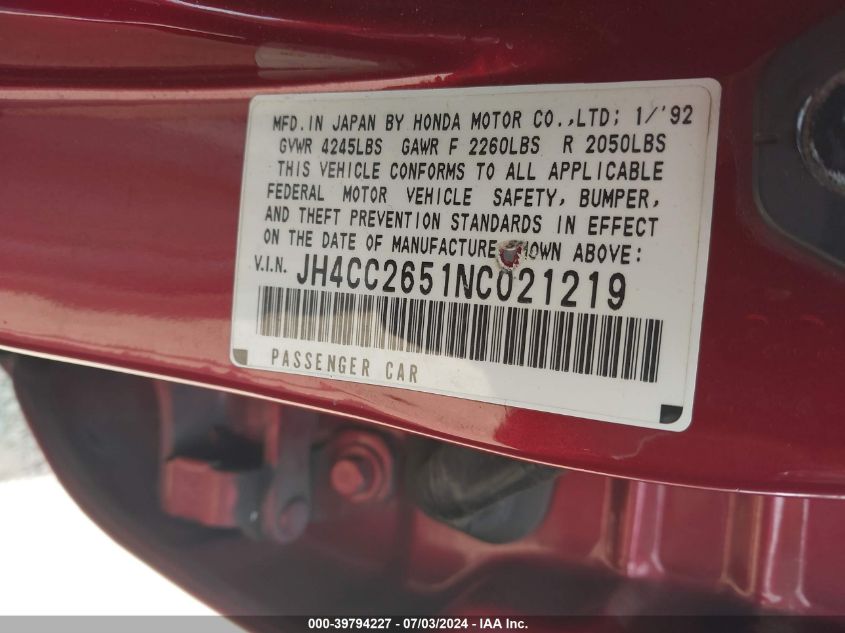 MFD.IN JAPAN BY HONDA MOTOR CO.,LTD; 1/'92
GVWR 4245LBS GAWR F 2260LBS R 2050LBS
THIS VEHICLE CONFORMS TO ALL APPLICABLE
FEDERAL MOTOR VEHICLE SAFETY, BUMPER,
AND THEFT PREVENTION STANDARDS IN EFFECT
ON THE DATE OF MANUFACTURE ABOVE:
V.I.N. JH4CC2651NC021219
PASSENGER CAR
000-39794227 - 07/03/2024 - IAA Inc.